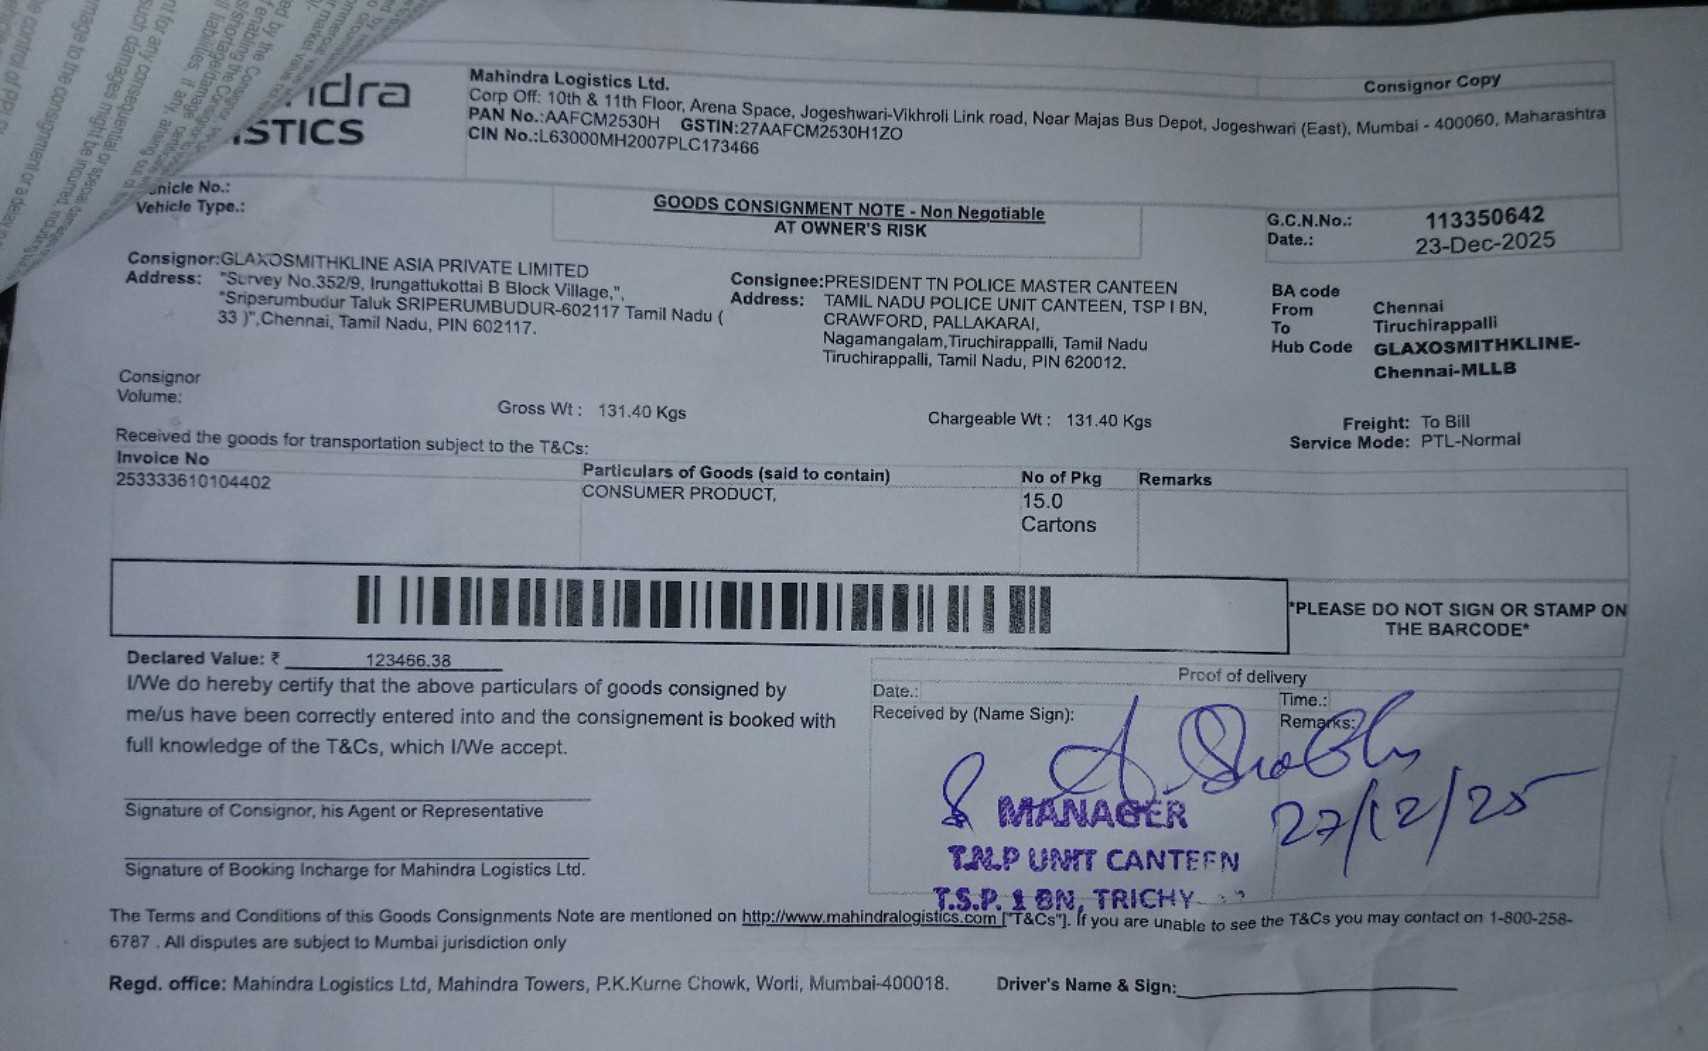 Mahindra Logistics Ltd.
Consignor Copy
Corp Off: 10th & 11th Floor, Arena Space, Jogeshwari-Vikhroli Link road, Near Majas Bus Depot, Jogeshwari (East), Mumbai - 400060, Maharashtra
PAN No.:AAFCM2530H GSTIN:27AAFCM2530H1ZO
CIN No.:L63000MH2007PLC173466
Vehicle Type.:
GOODS CONSIGNMENT NOTE - Non Negotiable
AT OWNER'S RISK
G.C.N.No.: 113350642
Date.: 23-Dec-2025
Consignor:GLAXOSMITHKLINE ASIA PRIVATE LIMITED
Address: "Survey No.352/9, Irungattukottai B Block Village,",
"Sriperumbudur Taluk SRIPERUMBUDUR-602117 Tamil Nadu (
33 )",Chennai, Tamil Nadu, PIN 602117.
Consignee:PRESIDENT TN POLICE MASTER CANTEEN
Address: TAMIL NADU POLICE UNIT CANTEEN, TSP I BN,
CRAWFORD, PALLAKARAI,
Nagamangalam,Tiruchirappalli, Tamil Nadu
Tiruchirappalli, Tamil Nadu, PIN 620012.
BA code
From Chennai
To Tiruchirappalli
Hub Code GLAXOSMITHKLINE-
Chennai-MLLB
Consignor
Volume:
Gross Wt : 131.40 Kgs
Chargeable Wt : 131.40 Kgs
Freight: To Bill
Service Mode: PTL-Normal
Received the goods for transportation subject to the T&Cs:
Invoice No
Particulars of Goods (said to contain)
No of Pkg
Remarks
253333610104402
CONSUMER PRODUCT,
15.0
Cartons
*PLEASE DO NOT SIGN OR STAMP ON
THE BARCODE*
Declared Value: ₹ 123466.38
I/We do hereby certify that the above particulars of goods consigned by
me/us have been correctly entered into and the consignement is booked with
full knowledge of the T&Cs, which I/We accept.
Signature of Consignor, his Agent or Representative
Signature of Booking Incharge for Mahindra Logistics Ltd.
Proof of delivery
Date.:
Time.:
Received by (Name Sign):
Remarks:
27/12/25
MANAGER
T.N.P UNIT CANTEEN
T.S.P. 1 BN, TRICHY
The Terms and Conditions of this Goods Consignments Note are mentioned on http://www.mahindralogistics.com ["T&Cs"]. If you are unable to see the T&Cs you may contact on 1-800-258-
6787 . All disputes are subject to Mumbai jurisdiction only
Regd. office: Mahindra Logistics Ltd, Mahindra Towers, P.K.Kurne Chowk, Worli, Mumbai-400018.
Driver's Name & Sign: